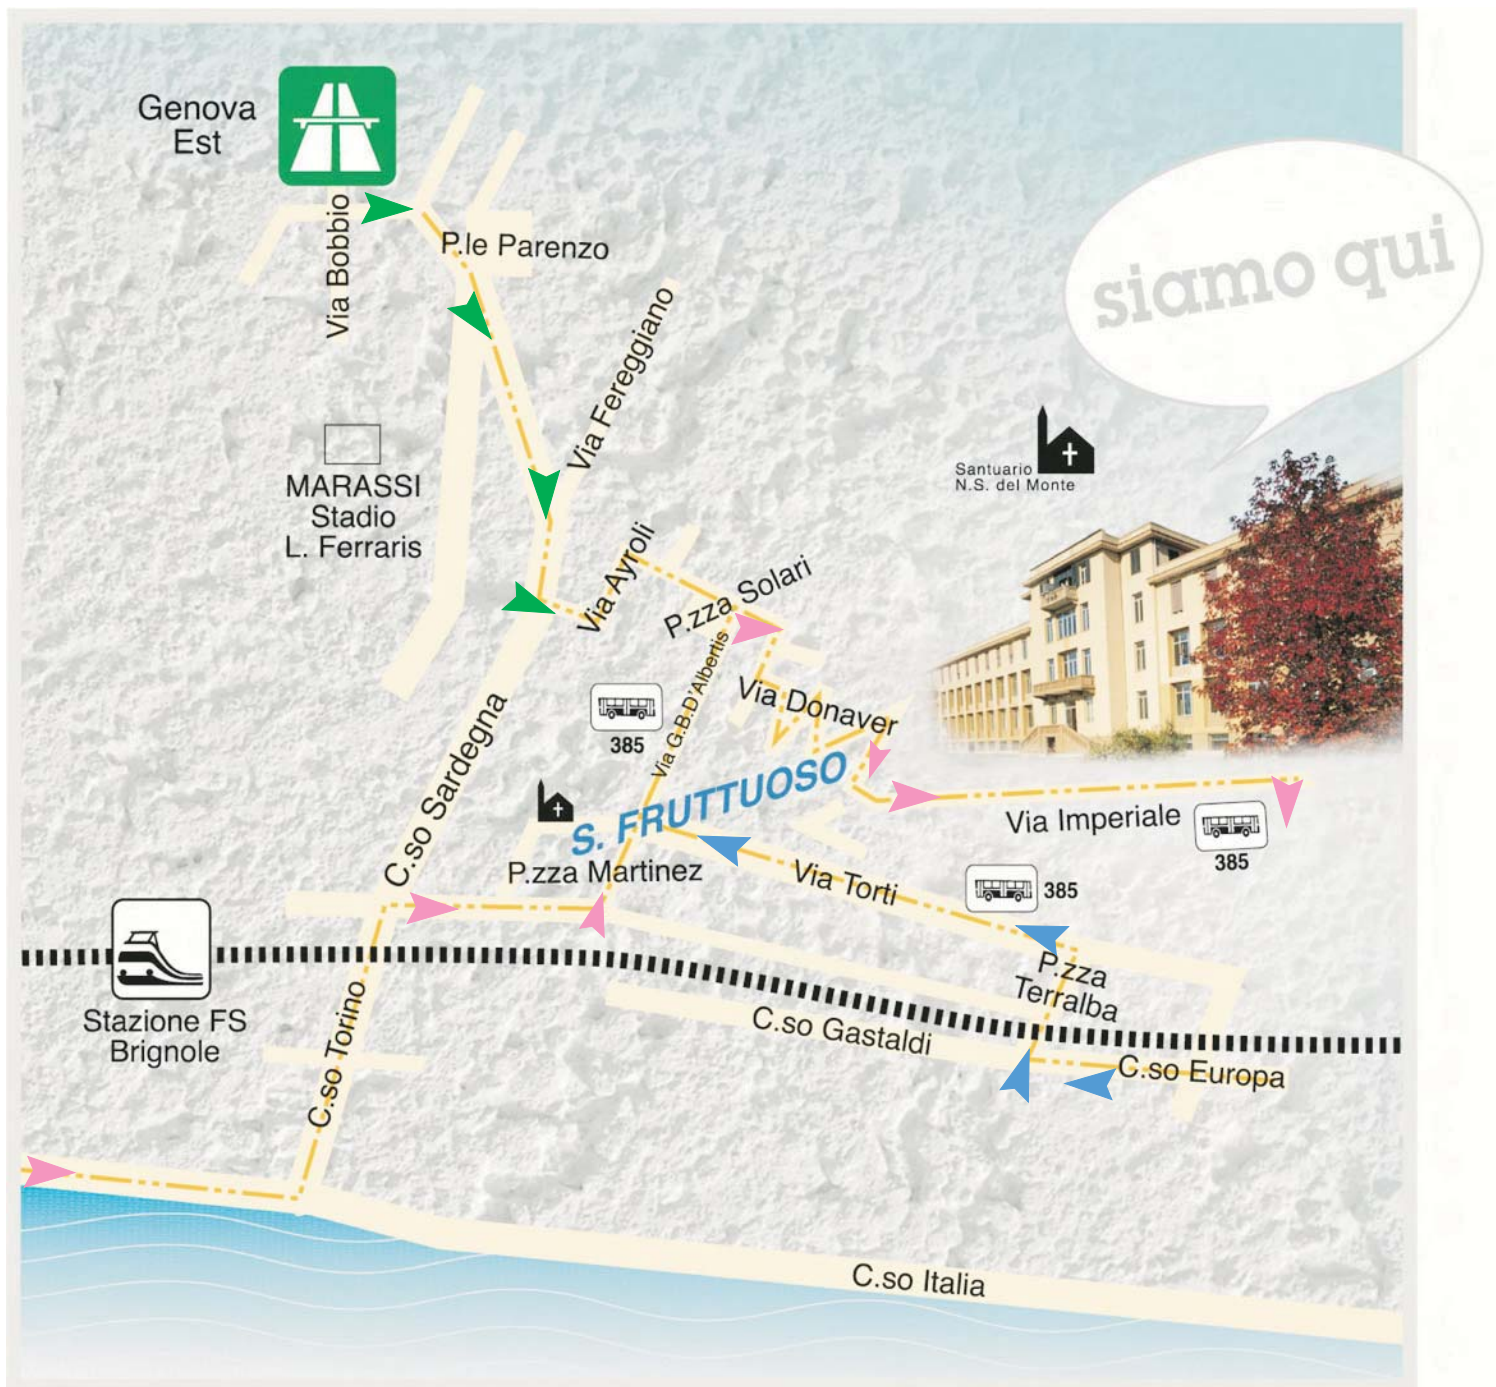 Genova
Est
Via Bobbio
P.le Parenzo
siamo qui
Via Fereggiano
Santuario
N.S. del Monte
MARASSI
Stadio
L. Ferraris
Via Ayroli
P.zza Solari
Via G.B.D'Albertis
Via Donaver
385
C.so Sardegna
S. FRUTTUOSO
Via Imperiale
385
P.zza Martinez
Via Torti
385
P.zza
Terralba
Stazione FS
Brignole
C.so Torino
C.so Gastaldi
C.so Europa
C.so Italia